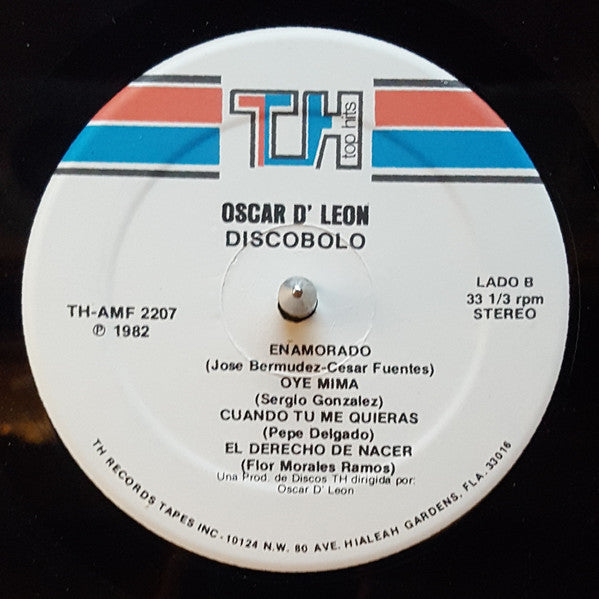 TH
top hits
OSCAR D' LEON
DISCOBOLO
LADO B
33 1/3 rpm
STEREO
TH-AMF 2207
℗ 1982
ENAMORADO
(Jose Bermudez-Cesar Fuentes)
OYE MIMA
(Sergio Gonzalez)
CUANDO TU ME QUIERAS
(Pepe Delgado)
EL DERECHO DE NACER
(Flor Morales Ramos)
Una Prod. de Discos TH dirigida por:
Oscar D' Leon
TH RECORDS TAPES INC - 10124 N.W. 80 AVE. HIALEAH GARDENS, FLA. 33016